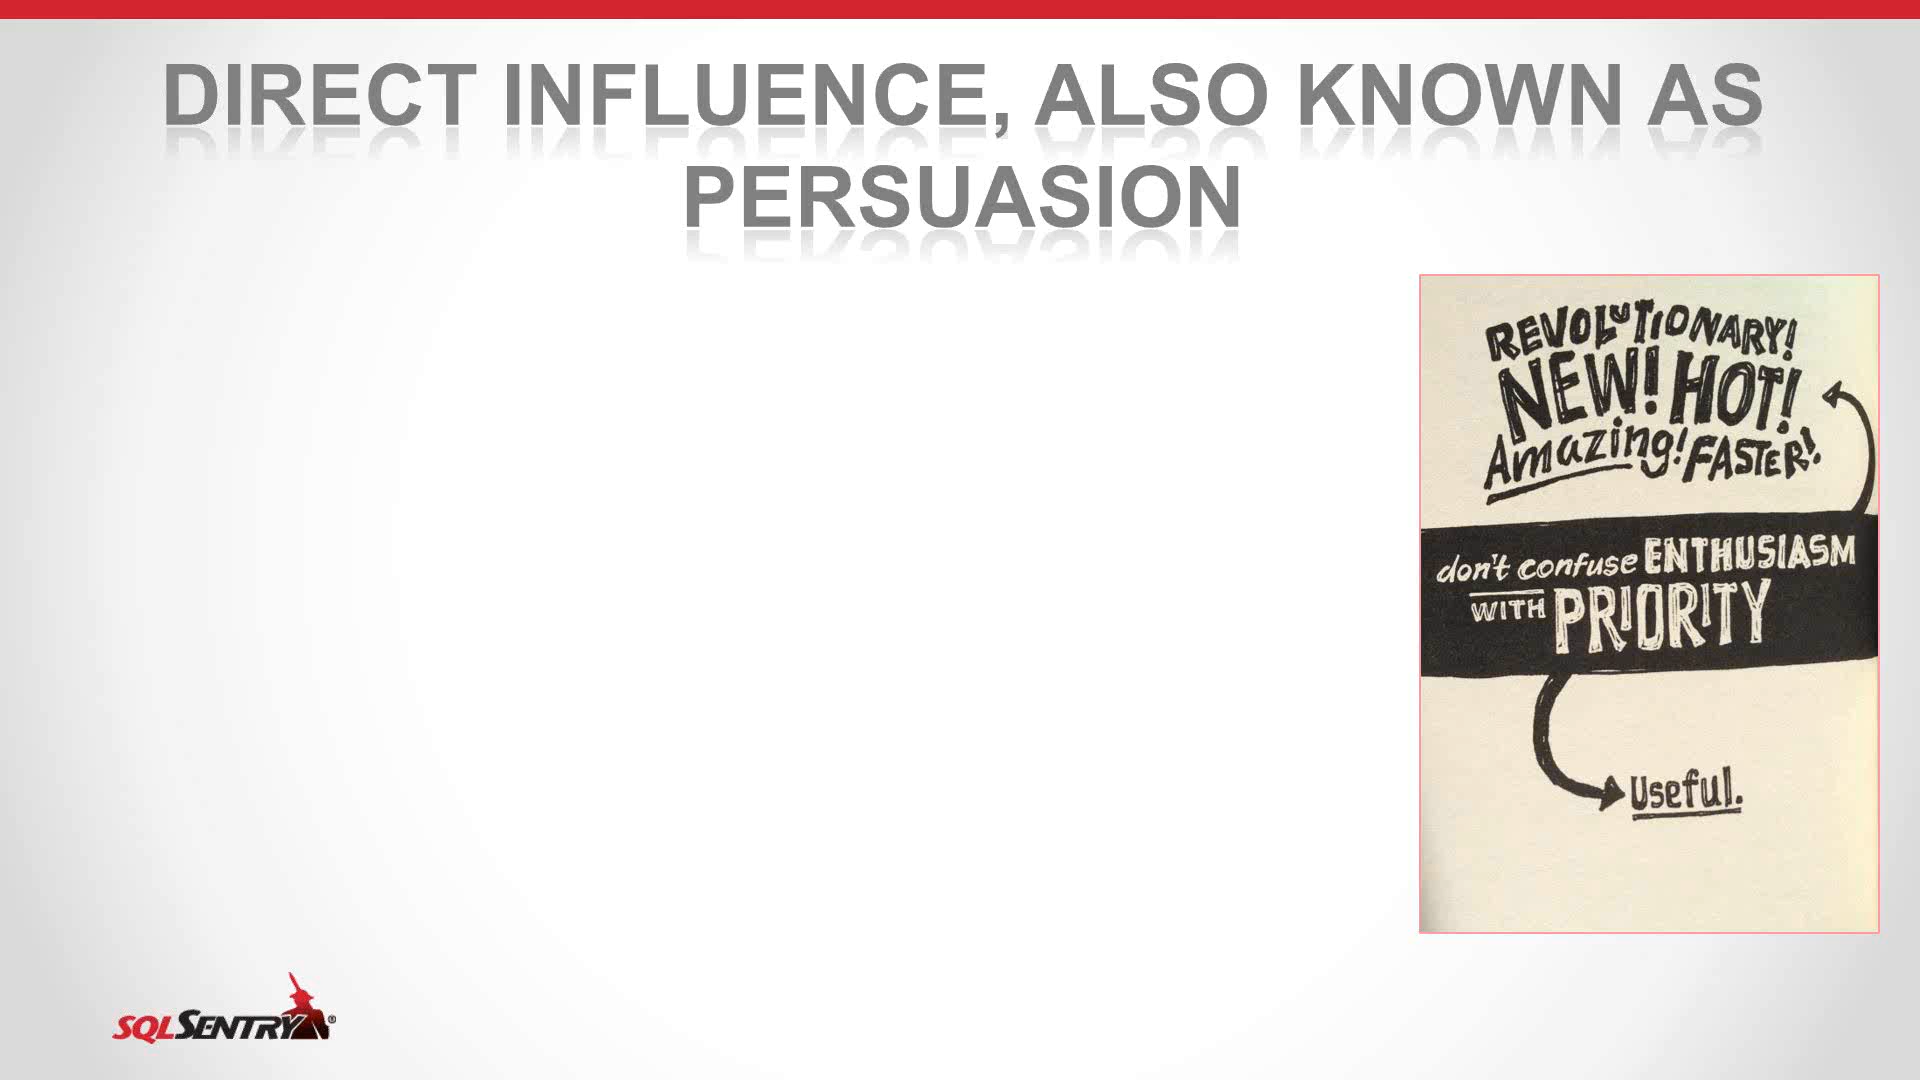 DIRECT INFLUENCE, ALSO KNOWN AS
PERSUASION
REVOLUTIONARY!
NEW! HOT!
Amazing! FASTER!
don't confuse ENTHUSIASM
WITH PRIORITY
Useful.
SQLSENTRY®